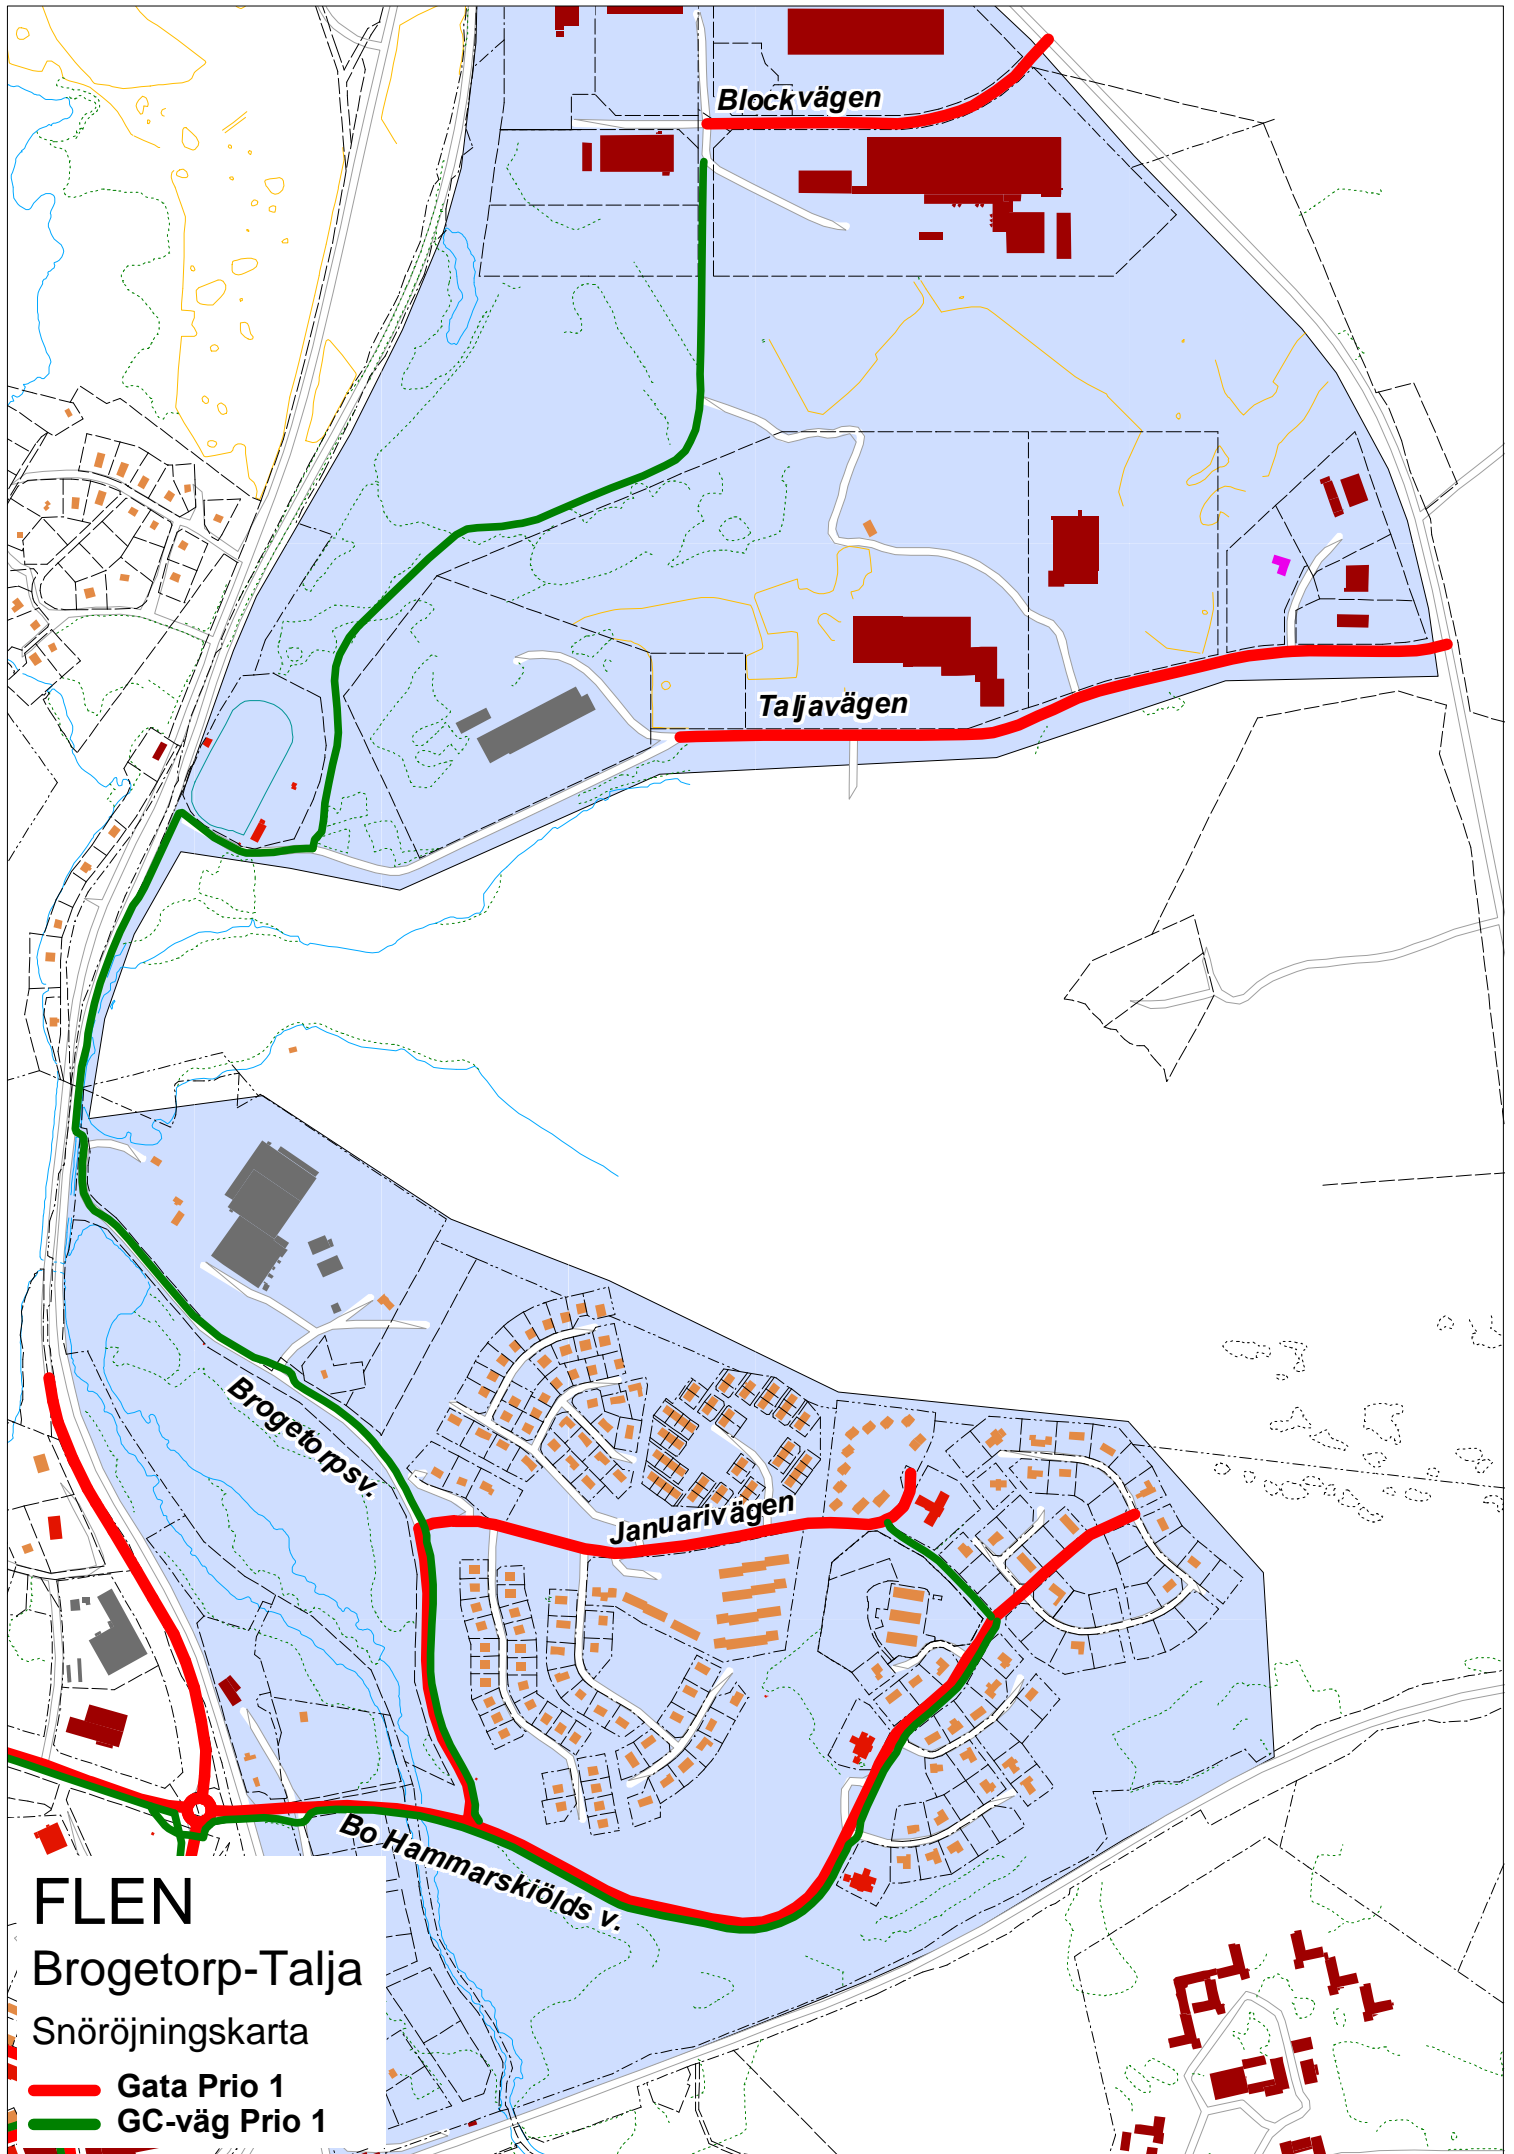 Blockvägen
Taljavägen
Brogetorpsv.
Januarivägen
Bo Hammarskiölds v.
FLEN
Brogetorp-Talja
Snöröjningskarta
Gata Prio 1
GC-väg Prio 1